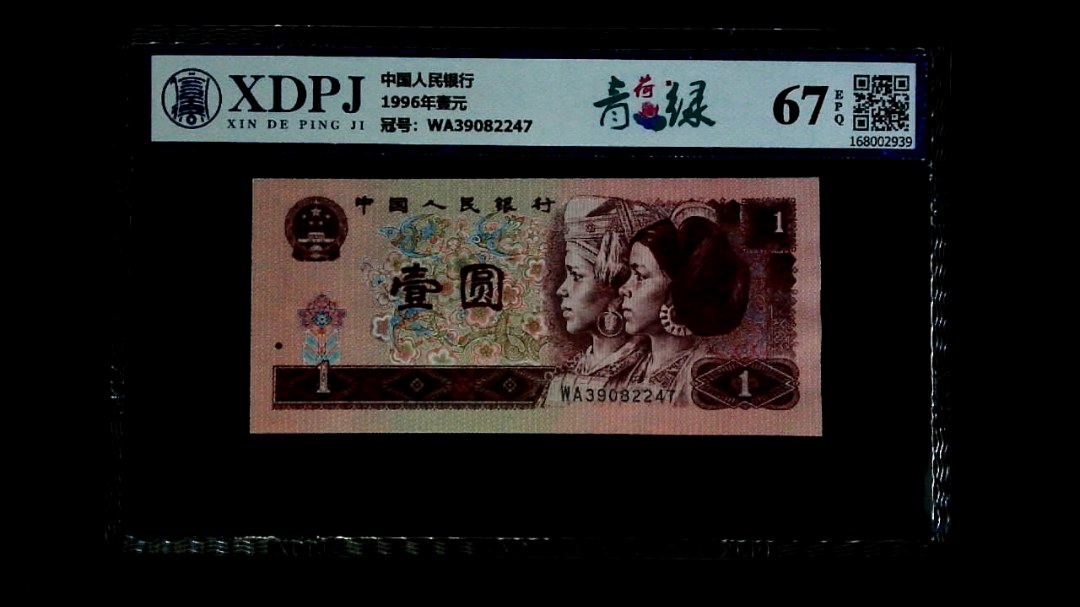 XDPJ
XIN DE PING JI
中国人民银行
1996年壹元
冠号：WA39082247
青荷绿
67
EPQ
168002939
中国人民银行
1
壹圆
1
WA39082247
1